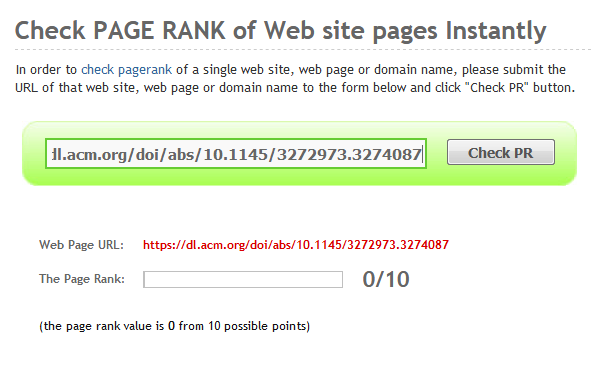 Check PAGE RANK of Web site pages Instantly
In order to check pagerank of a single web site, web page or domain name, please submit the
URL of that web site, web page or domain name to the form below and click "Check PR" button.
dl.acm.org/doi/abs/10.1145/3272973.3274087
Check PR
Web Page URL: https://dl.acm.org/doi/abs/10.1145/3272973.3274087
The Page Rank: 0/10
(the page rank value is 0 from 10 possible points)